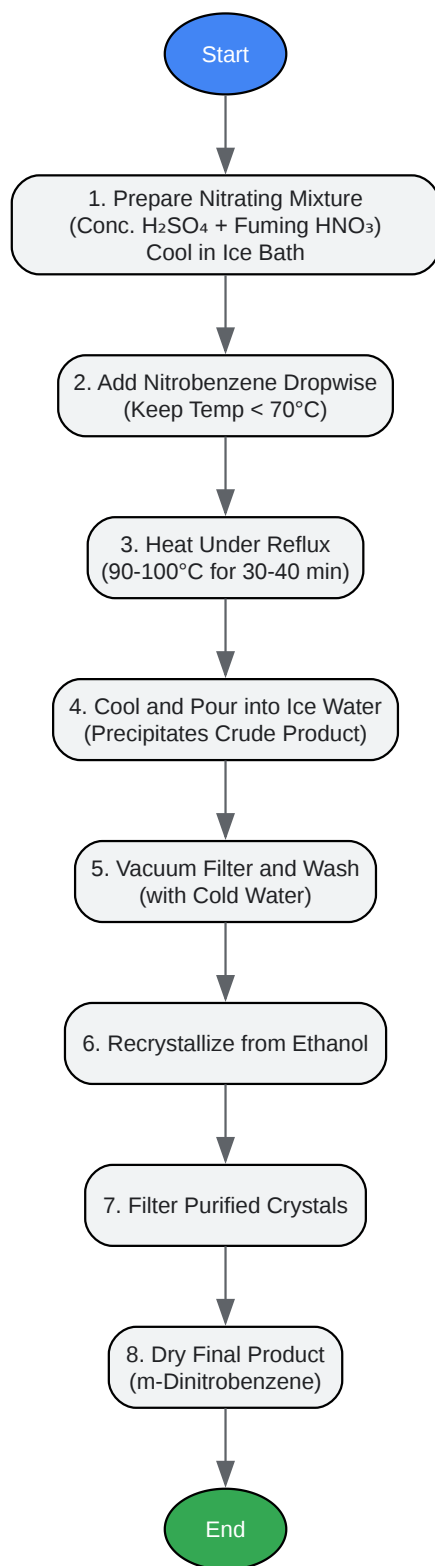 Start
1. Prepare Nitrating Mixture
(Conc. H₂SO₄ + Fuming HNO₃)
Cool in Ice Bath
2. Add Nitrobenzene Dropwise
(Keep Temp < 70°C)
3. Heat Under Reflux
(90-100°C for 30-40 min)
4. Cool and Pour into Ice Water
(Precipitates Crude Product)
5. Vacuum Filter and Wash
(with Cold Water)
6. Recrystallize from Ethanol
7. Filter Purified Crystals
8. Dry Final Product
(m-Dinitrobenzene)
End